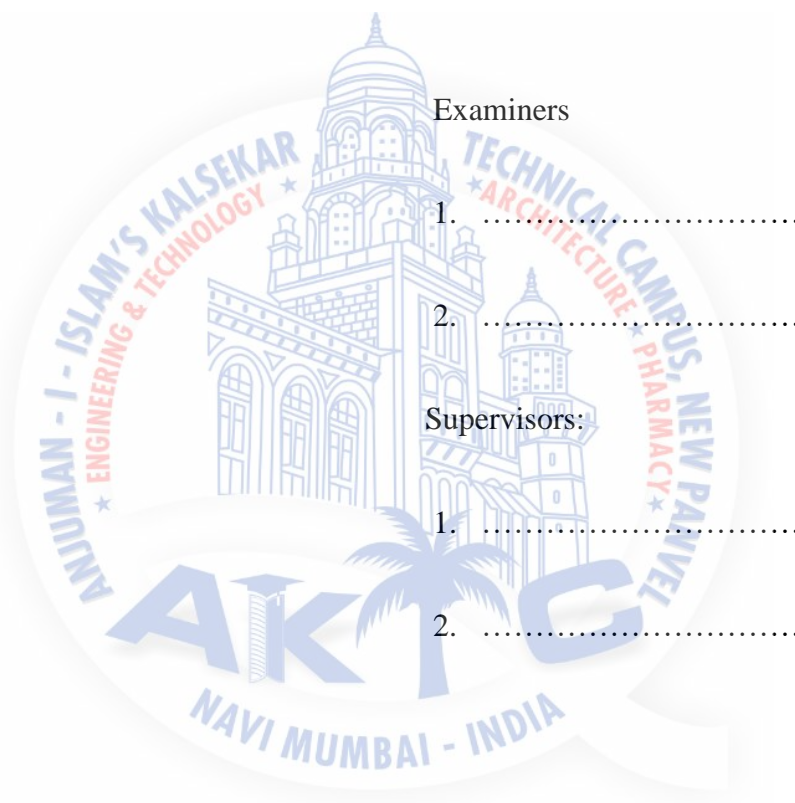 Examiners
1. ………………………….
2. ………………………….
Supervisors:
1. ………………………….
2. ………………………….
ANJUMAN - I - ISLAM'S KALSEKAR TECHNICAL CAMPUS, NEW PANVEL
★ ENGINEERING & TECHNOLOGY ★ ★ ARCHITECTURE ★ PHARMACY ★
AKTC
NAVI MUMBAI - INDIA